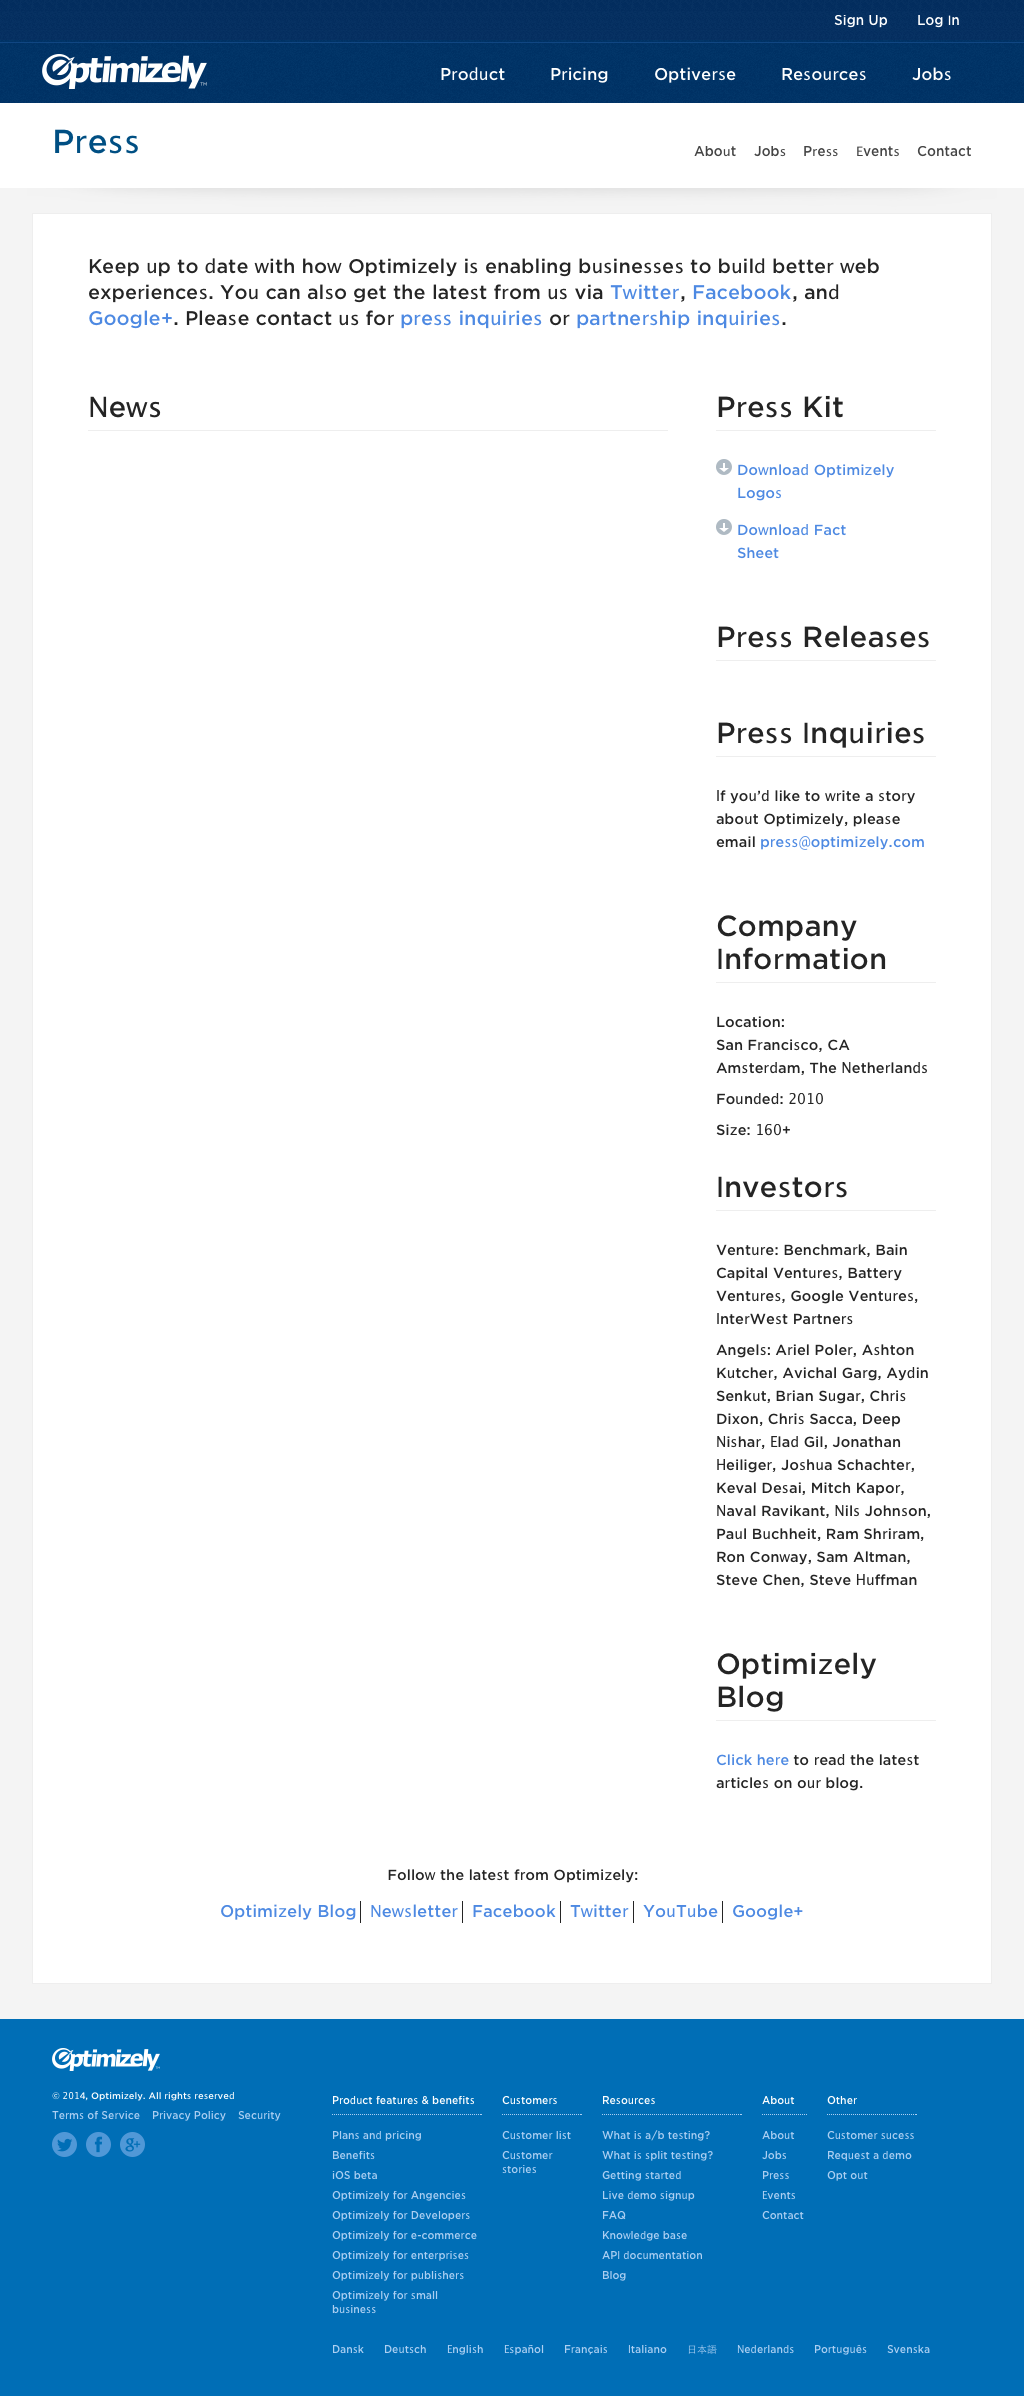 Sign Up Log In
Optimizely Product Pricing Optiverse Resources Jobs
Press
About Jobs Press Events Contact
Keep up to date with how Optimizely is enabling businesses to build better web
experiences. You can also get the latest from us via Twitter, Facebook, and
Google+. Please contact us for press inquiries or partnership inquiries.
News
Press Kit
Download Optimizely
Logos
Download Fact
Sheet
Press Releases
Press Inquiries
If you’d like to write a story
about Optimizely, please
email press@optimizely.com
Company
Information
Location:
San Francisco, CA
Amsterdam, The Netherlands
Founded: 2010
Size: 160+
Investors
Venture: Benchmark, Bain
Capital Ventures, Battery
Ventures, Google Ventures,
InterWest Partners
Angels: Ariel Poler, Ashton
Kutcher, Avichal Garg, Aydin
Senkut, Brian Sugar, Chris
Dixon, Chris Sacca, Deep
Nishar, Elad Gil, Jonathan
Heiliger, Joshua Schachter,
Keval Desai, Mitch Kapor,
Naval Ravikant, Nils Johnson,
Paul Buchheit, Ram Shriram,
Ron Conway, Sam Altman,
Steve Chen, Steve Huffman
Optimizely
Blog
Click here to read the latest
articles on our blog.
Follow the latest from Optimizely:
Optimizely Blog Newsletter Facebook Twitter YouTube Google+
Optimizely
© 2014, Optimizely. All rights reserved
Terms of Service Privacy Policy Security
Product features & benefits
Plans and pricing
Benefits
iOS beta
Optimizely for Angencies
Optimizely for Developers
Optimizely for e-commerce
Optimizely for enterprises
Optimizely for publishers
Optimizely for small
business
Customers
Customer list
Customer
stories
Resources
What is a/b testing?
What is split testing?
Getting started
Live demo signup
FAQ
Knowledge base
API documentation
Blog
About
About
Jobs
Press
Events
Contact
Other
Customer sucess
Request a demo
Opt out
Dansk Deutsch English Español Français Italiano 日本語 Nederlands Português Svenska